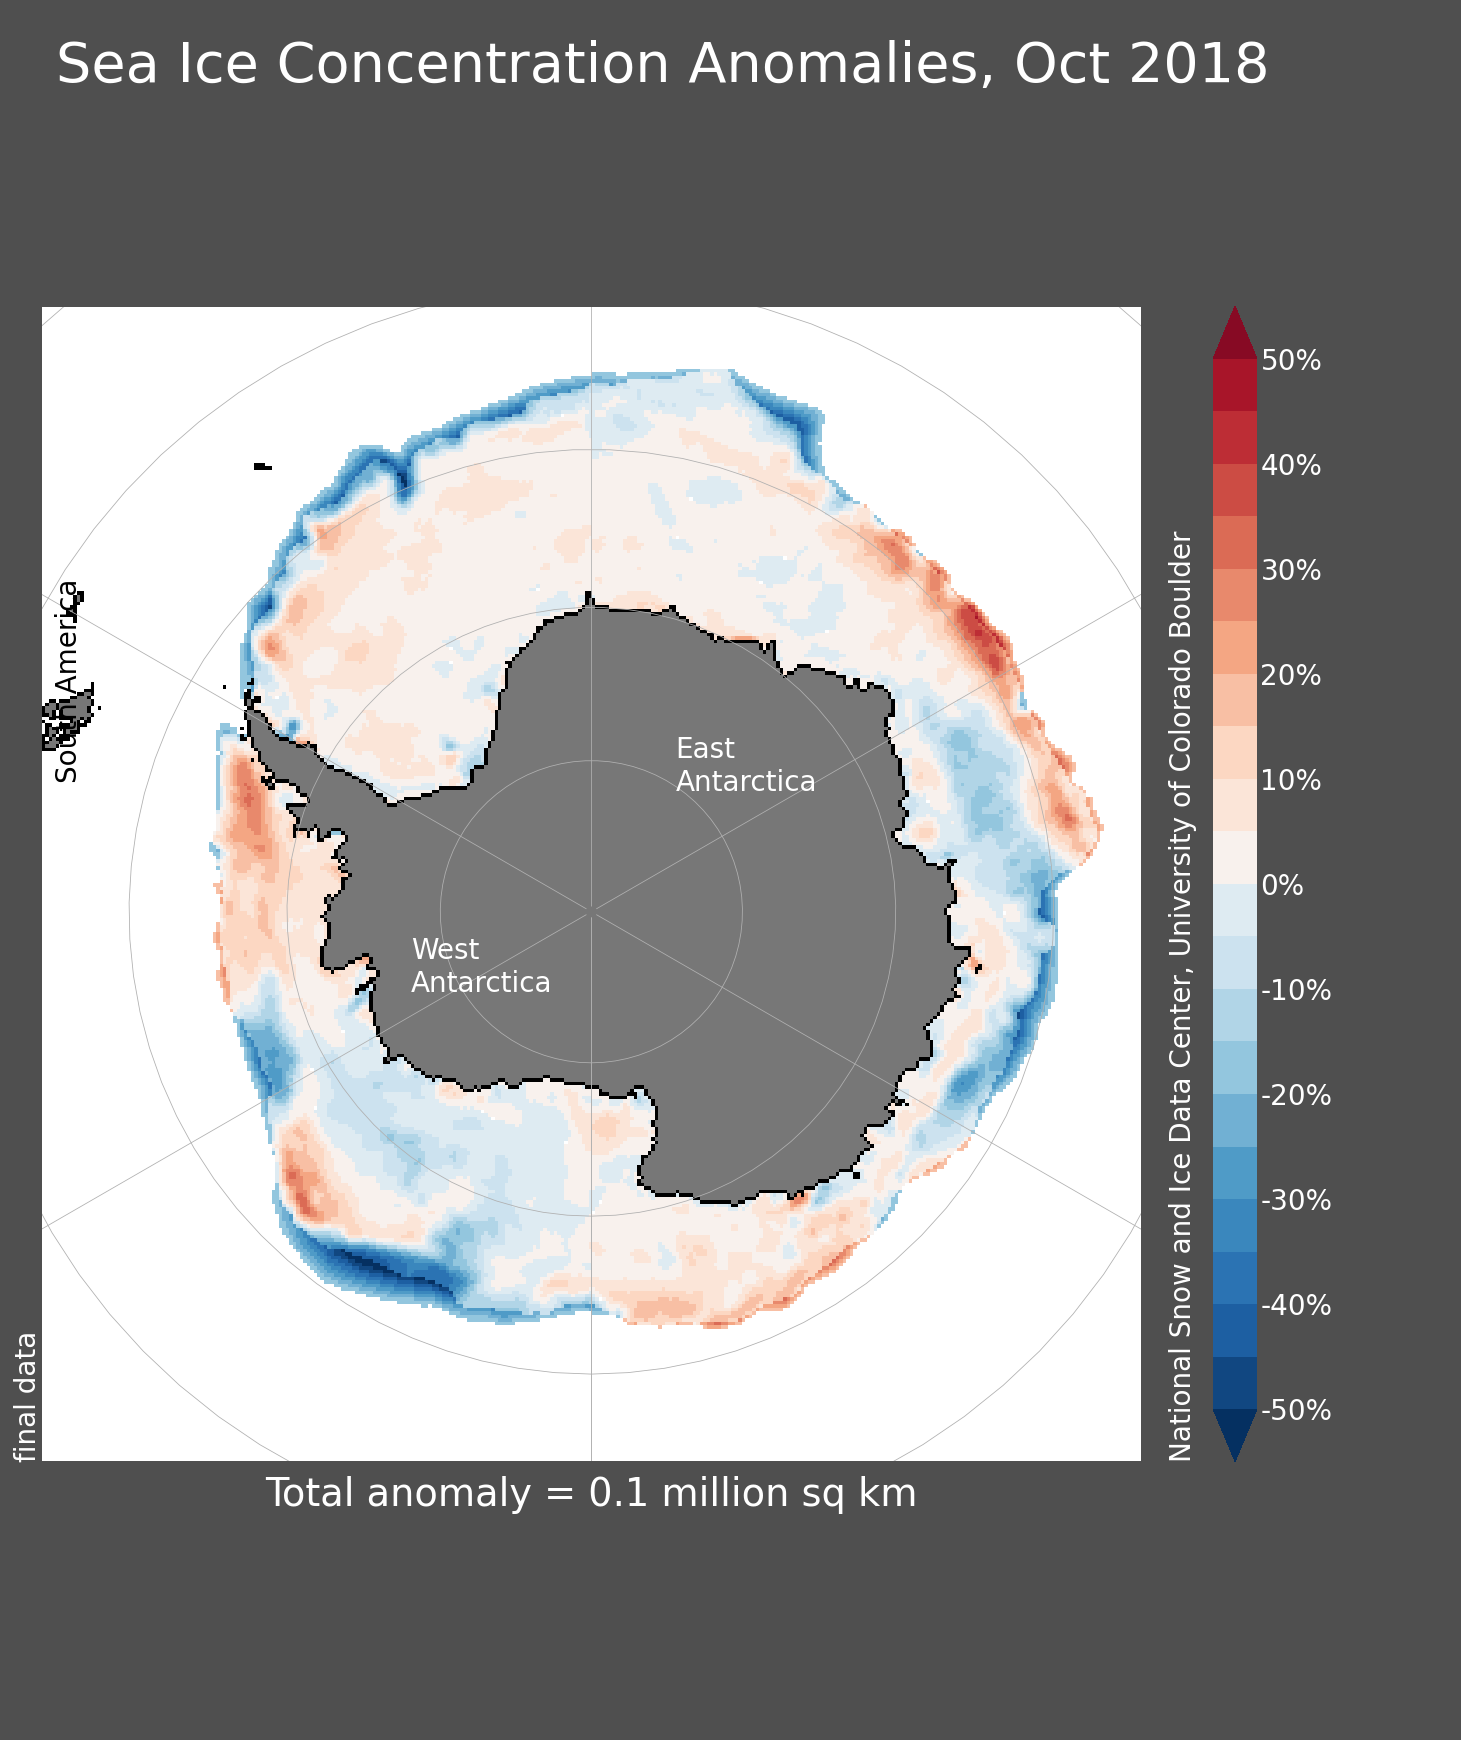 Sea Ice Concentration Anomalies, Oct 2018
South America
East
Antarctica
West
Antarctica
final data
National Snow and Ice Data Center, University of Colorado Boulder
50%
40%
30%
20%
10%
0%
-10%
-20%
-30%
-40%
-50%
Total anomaly = 0.1 million sq km